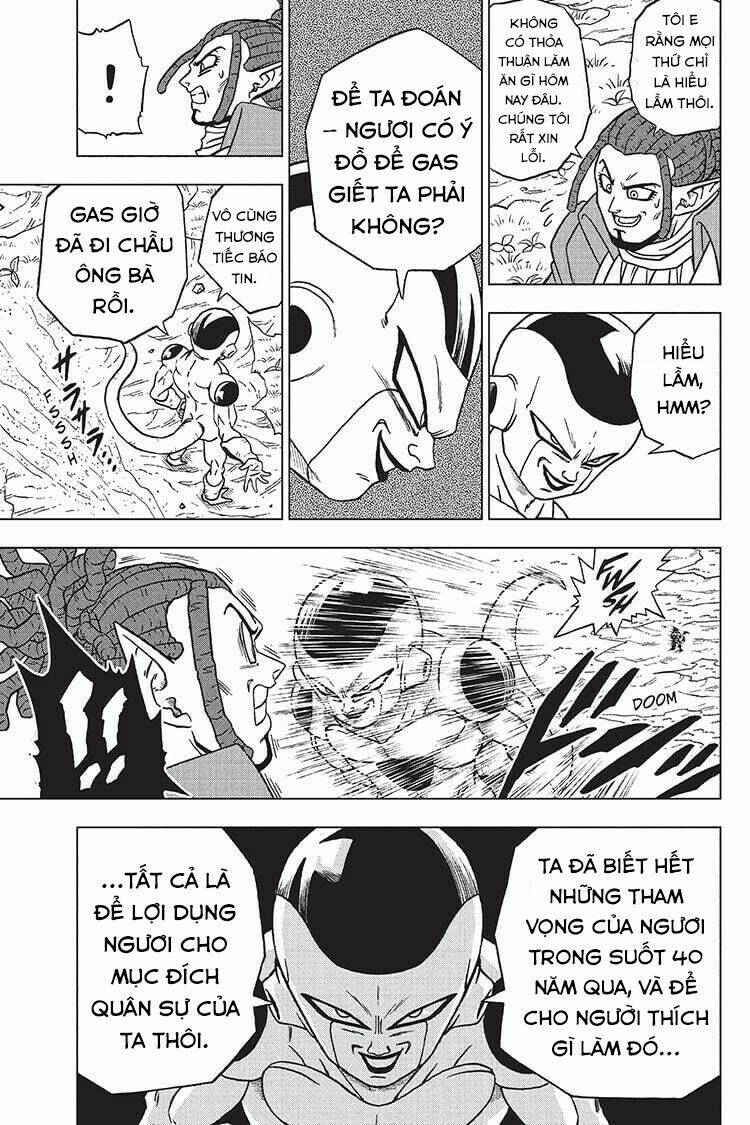 TÔI E
RẰNG MỌI
THỨ CHỈ
LÀ HIỂU
LẦM THÔI.
KHÔNG
CÓ THỎA
THUẬN LÀM
ĂN GÌ HÔM
NAY ĐÂU.
CHÚNG TÔI
RẤT XIN
LỖI.
HIỂU
LẦM,
HMM?
ĐỂ TA ĐOÁN
– NGƯƠI CÓ Ý
ĐỒ ĐỂ GAS
GIẾT TA PHẢI
KHÔNG?
!
VÔ CÙNG
THƯƠNG
TIẾC BÁO
TIN.
GAS GIỜ
ĐÃ ĐI CHẦU
ÔNG BÀ
RỒI.
サラサラ…
FSSSSH
FWSH
DOOM
ドドド
!!
TA ĐÃ BIẾT HẾT
NHỮNG THAM
VỌNG CỦA NGƯƠI
TRONG SUỐT 40
NĂM QUA, VÀ ĐỂ
CHO NGƯỜI THÍCH
GÌ LÀM ĐÓ...
...TẤT CẢ LÀ
ĐỂ LỢI DỤNG
NGƯƠI CHO
MỤC ĐÍCH
QUÂN SỰ CỦA
TA THÔI.